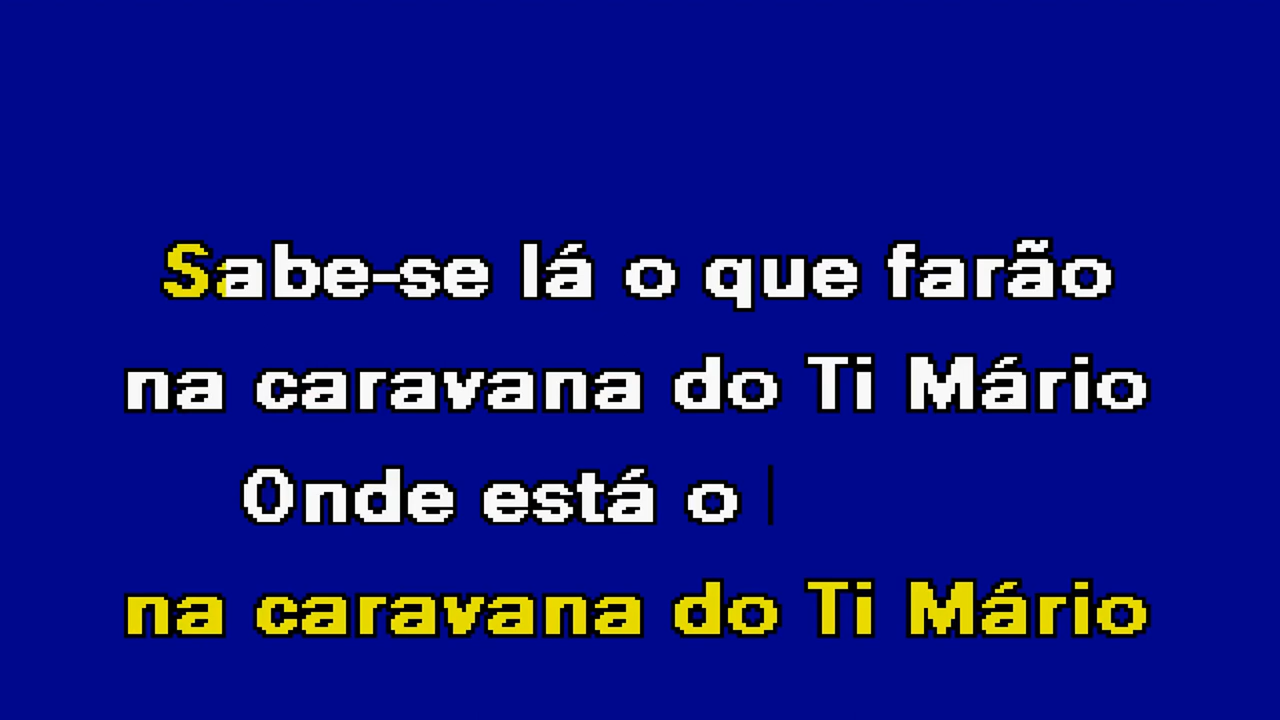 Sabe-se lá o que farão
na caravana do Ti Mário
Onde está o
na caravana do Ti Mário